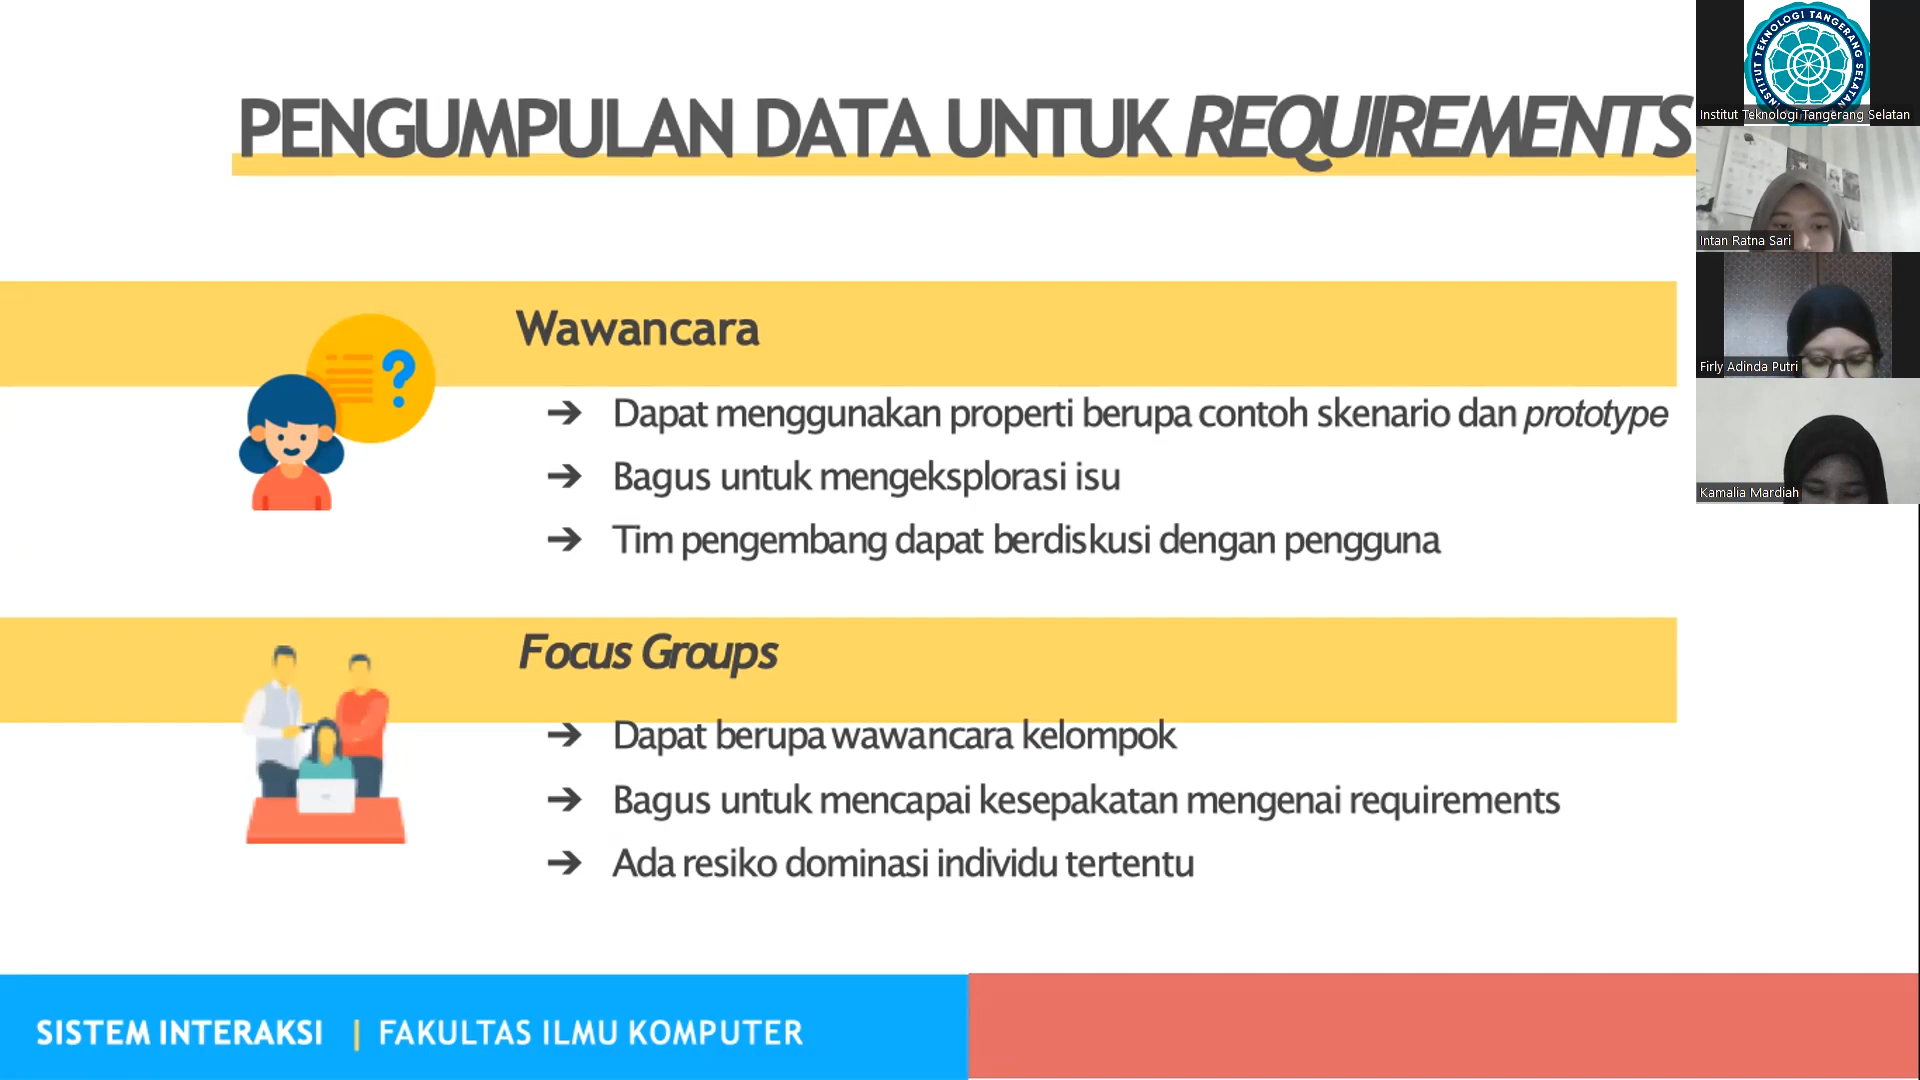 PENGUMPULAN DATA UNTUK REQUIREMENTS
Wawancara
➔ Dapat menggunakan properti berupa contoh skenario dan prototype
➔ Bagus untuk mengeksplorasi isu
➔ Tim pengembang dapat berdiskusi dengan pengguna
?
Focus Groups
➔ Dapat berupa wawancara kelompok
➔ Bagus untuk mencapai kesepakatan mengenai requirements
➔ Ada resiko dominasi individu tertentu
SISTEM INTERAKSI | FAKULTAS ILMU KOMPUTER
INSTITUT TEKNOLOGI TANGERANG SELATAN
Institut Teknologi Tangerang Selatan
Intan Ratna Sari
Firly Adinda Putri
Kamalia Mardiah